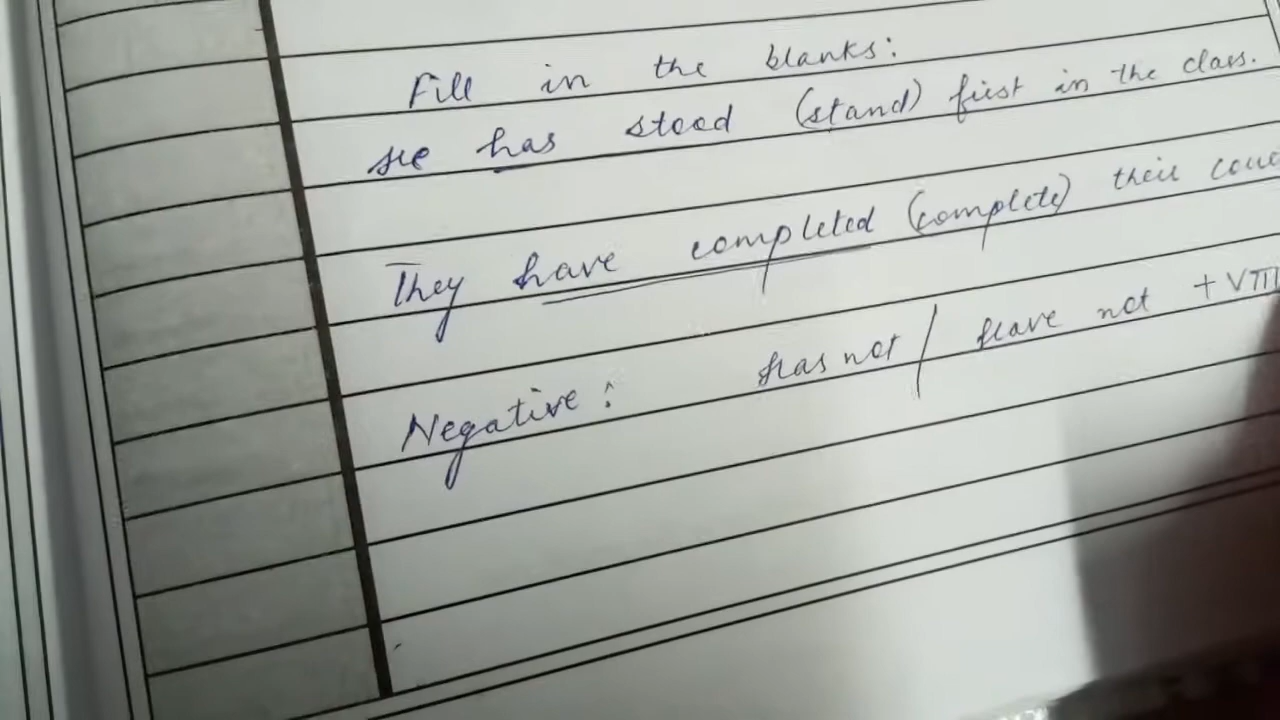 Fill in the blanks:
She has stood (stand) first in the class.
They have completed (complete) their
Negative : has not / have not + VIII